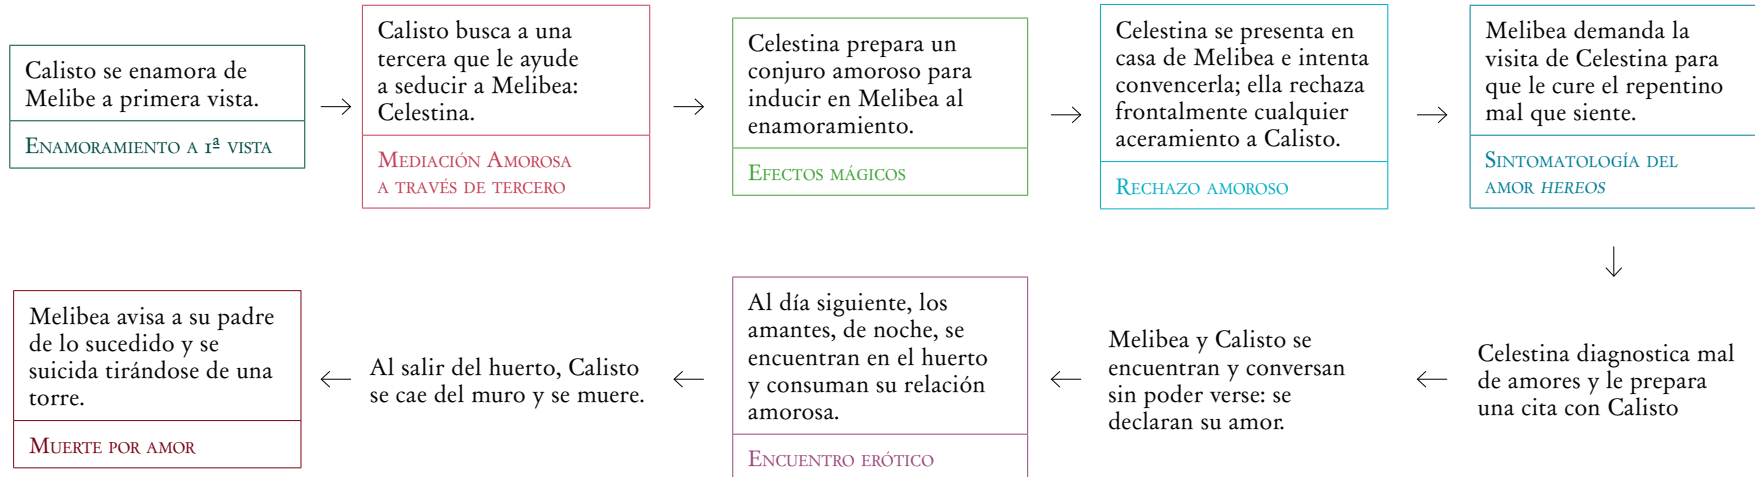 Calisto se enamora de
Melibe a primera vista.
Enamoramiento a 1ª vista
Calisto busca a una
tercera que le ayude
a seducir a Melibea:
Celestina.
Mediación Amorosa
a través de tercero
Celestina prepara un
conjuro amoroso para
inducir en Melibea al
enamoramiento.
Efectos mágicos
Celestina se presenta en
casa de Melibea e intenta
convencerla; ella rechaza
frontalmente cualquier
aceramiento a Calisto.
Rechazo amoroso
Melibea demanda la
visita de Celestina para
que le cure el repentino
mal que siente.
Sintomatología del
amor hereos
Celestina diagnostica mal
de amores y le prepara
una cita con Calisto
Melibea y Calisto se
encuentran y conversan
sin poder verse: se
declaran su amor.
Al día siguiente, los
amantes, de noche, se
encuentran en el huerto
y consuman su relación
amorosa.
Encuentro erótico
Al salir del huerto, Calisto
se cae del muro y se muere.
Melibea avisa a su padre
de lo sucedido y se
suicida tirándose de una
torre.
Muerte por amor